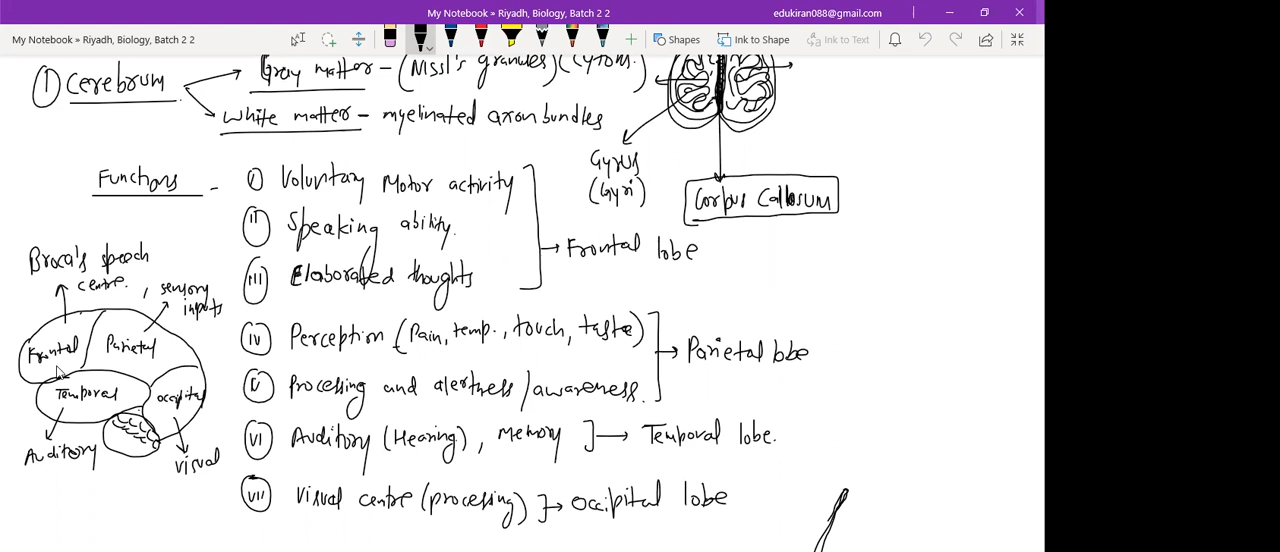 My Notebook » Riyadh, Biology, Batch 2 2
edukiran088@gmail.com
My Notebook » Riyadh, Biology, Batch 2 2
Shapes
Ink to Shape
Ink to Text
① Cerebrum
Gray matter - (Nissl's granules) (Cytom.
White matter - myelinated axon bundles
Gyrus
(Gyri)
Corpus Callosum
Functions -
(i) Voluntary Motor activity
(ii) Speaking ability.
(iii) Elaborated thoughts
→ Frontal lobe
(iv) Perception (Pain, temp., touch, taste)
(v) Processing and alertness/awareness.
→ Parietal lobe
(vi) Auditory (Hearing), Memory ] → Temporal lobe.
(vii) Visual centre (processing) ] → Occipital lobe
Broca's speech
centre.
, sensory
inputs
Frontal
Parietal
Temporal
occipital
Auditory
Visual